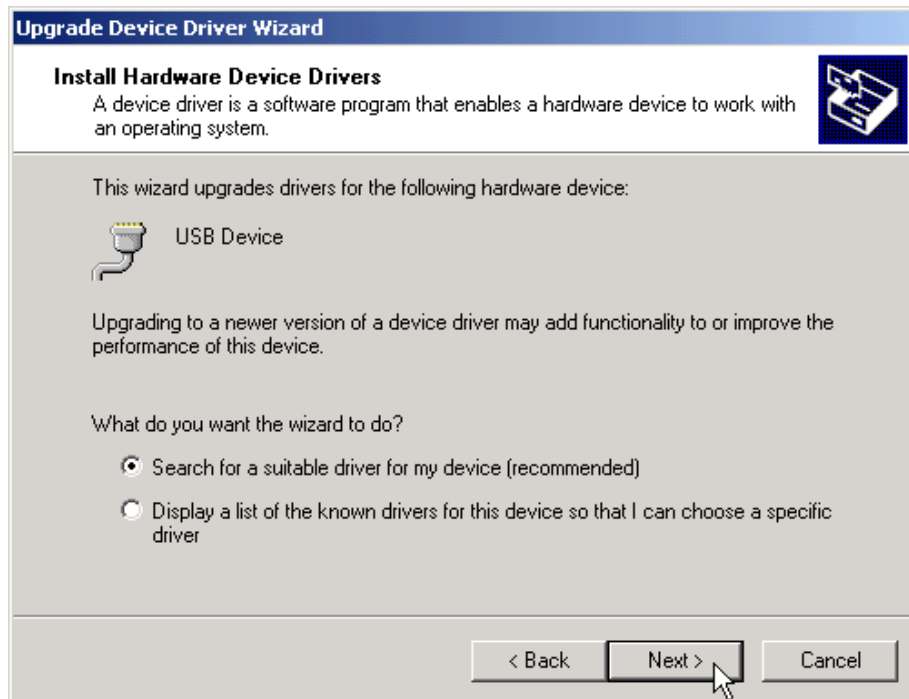 Upgrade Device Driver Wizard
Install Hardware Device Drivers
A device driver is a software program that enables a hardware device to work with
an operating system.
This wizard upgrades drivers for the following hardware device:
USB Device
Upgrading to a newer version of a device driver may add functionality to or improve the
performance of this device.
What do you want the wizard to do?
Search for a suitable driver for my device (recommended)
Display a list of the known drivers for this device so that I can choose a specific
driver
< Back Next > Cancel